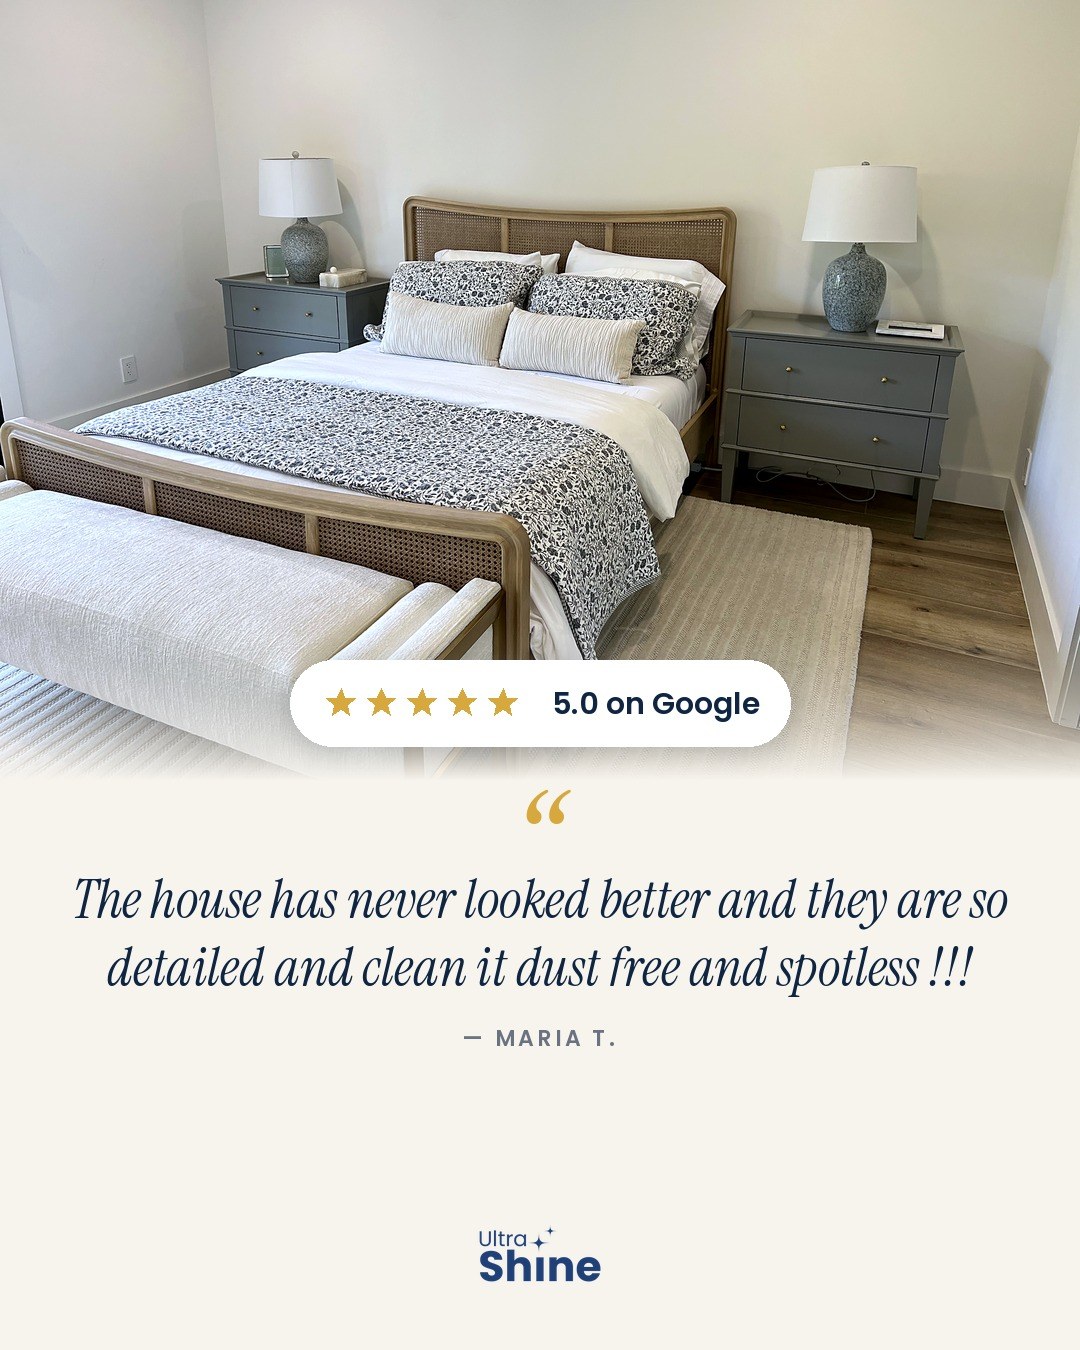 5.0 on Google
“
The house has never looked better and they are so
detailed and clean it dust free and spotless !!!
— MARIA T.
Ultra
Shine